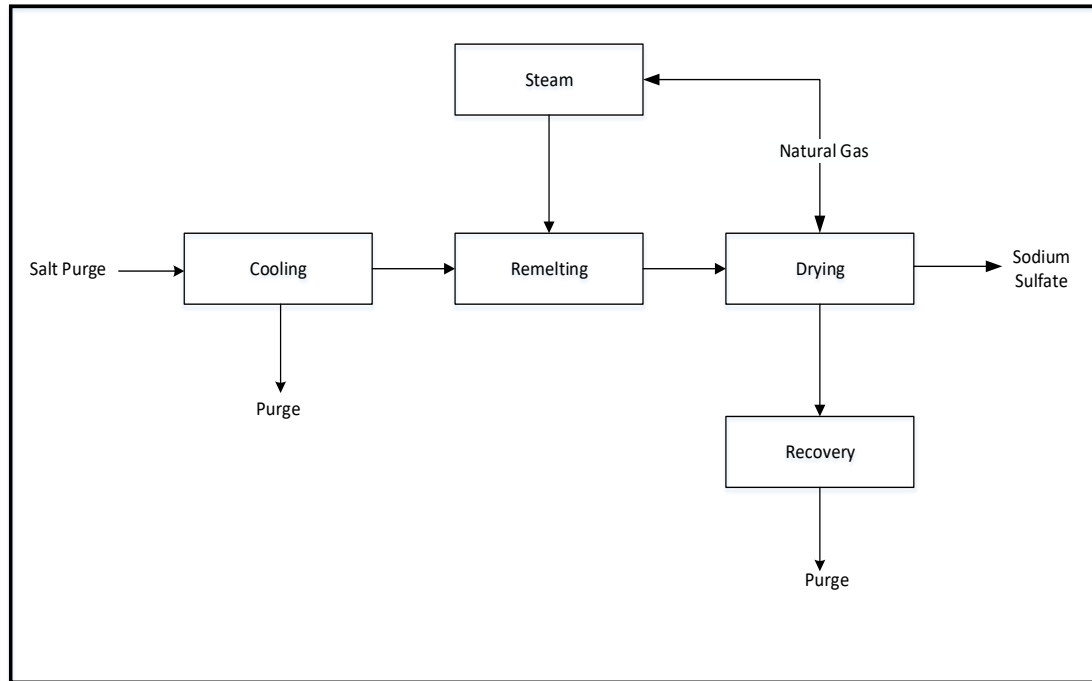 Steam
Natural Gas
Salt Purge
Cooling
Remelting
Drying
Sodium
Sulfate
Purge
Recovery
Purge